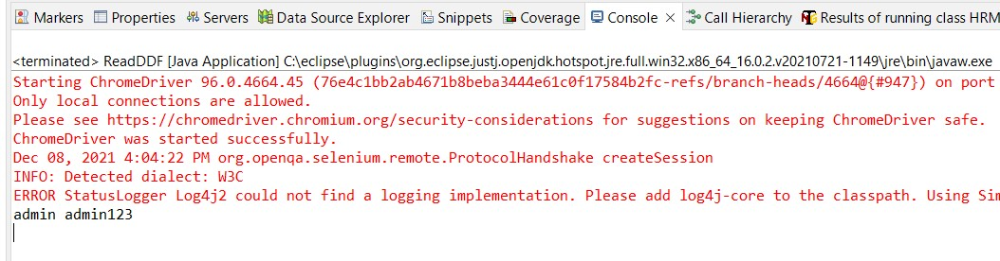 Markers Properties Servers Data Source Explorer Snippets Coverage Console Call Hierarchy Results of running class HRM
<terminated> ReadDDF [Java Application] C:\eclipse\plugins\org.eclipse.justj.openjdk.hotspot.jre.full.win32.x86_64_16.0.2.v20210721-1149\jre\bin\javaw.exe
Starting ChromeDriver 96.0.4664.45 (76e4c1bb2ab4671b8beba3444e61c0f17584b2fc-refs/branch-heads/4664@{#947}) on port
Only local connections are allowed.
Please see https://chromedriver.chromium.org/security-considerations for suggestions on keeping ChromeDriver safe.
ChromeDriver was started successfully.
Dec 08, 2021 4:04:22 PM org.openqa.selenium.remote.ProtocolHandshake createSession
INFO: Detected dialect: W3C
ERROR StatusLogger Log4j2 could not find a logging implementation. Please add log4j-core to the classpath. Using Sim
admin admin123